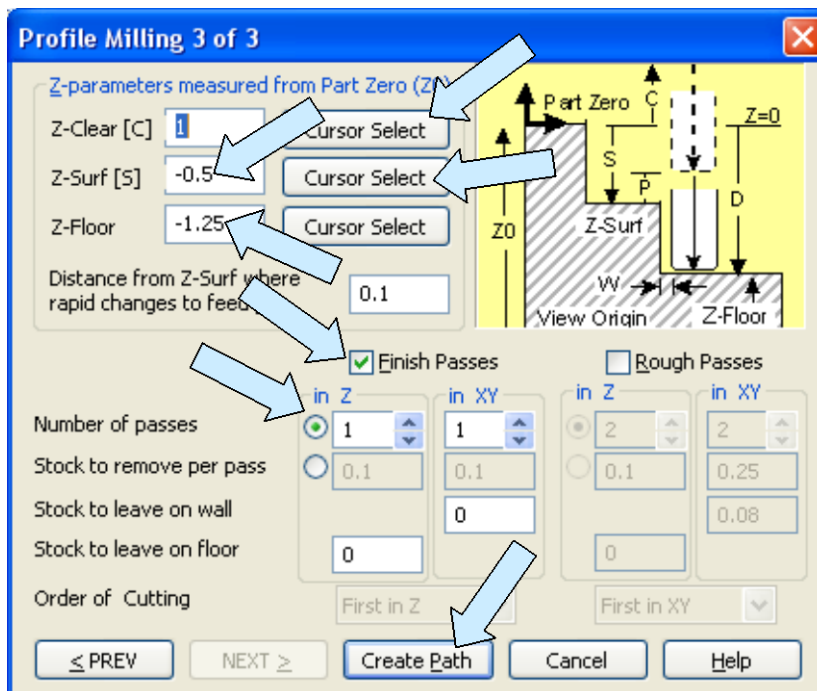 Profile Milling 3 of 3
Z-parameters measured from Part Zero
Z-Clear [C] 1 Cursor Select
Z-Surf [S] -0.5 Cursor Select
Z-Floor -1.25 Cursor Select
Distance from Z-Surf where
rapid changes to feed 0.1
Part Zero C Z=0
S
P
D
Z0 Z-Surf
W
View Origin Z-Floor
Finish Passes Rough Passes
in Z in XY in Z in XY
Number of passes 1 1 2 2
Stock to remove per pass 0.1 0.1 0.1 0.25
Stock to leave on wall 0 0.08
Stock to leave on floor 0 0
Order of Cutting First in Z First in XY
< PREV NEXT > Create Path Cancel Help